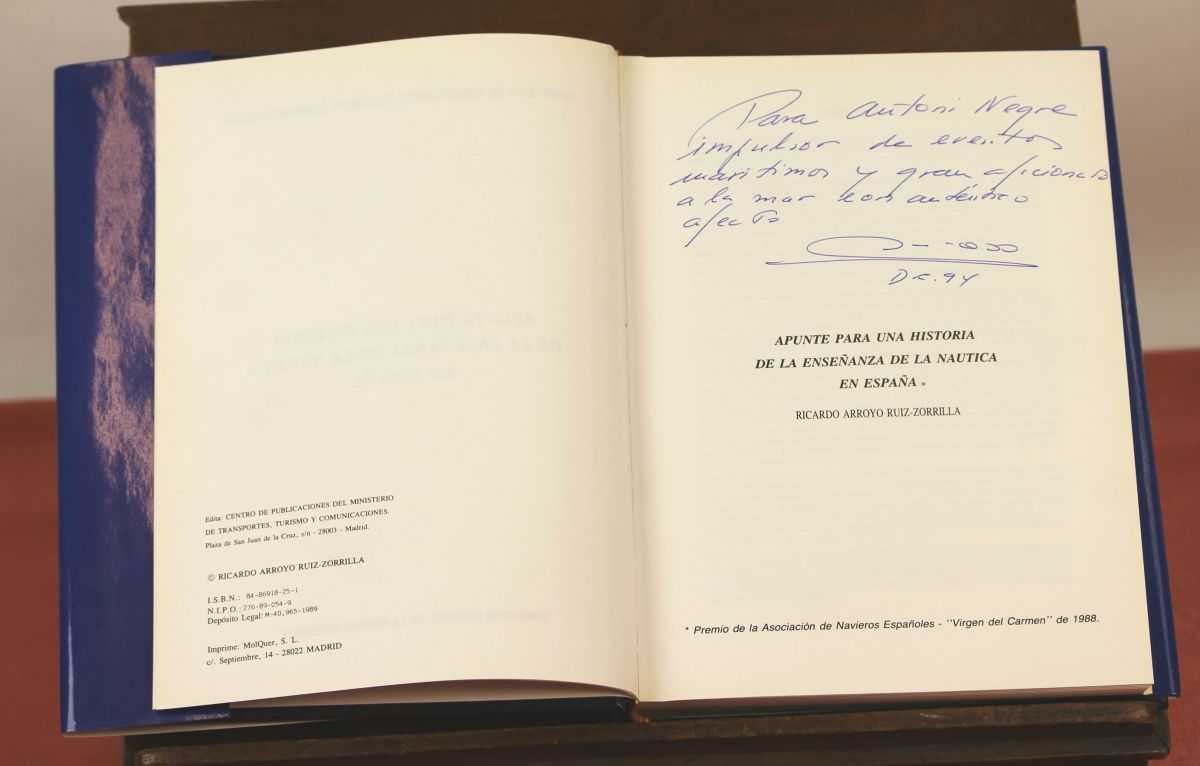 Edita: CENTRO DE PUBLICACIONES DEL MINISTERIO
DE TRANSPORTES, TURISMO Y COMUNICACIONES.
Plaza de San Juan de la Cruz, s/n - 28003 - Madrid.
© RICARDO ARROYO RUIZ-ZORRILLA
I.S.B.N.: 84-86918-25-1
N.I.P.O.: 276-89-054-9
Depósito Legal: M-40,965-1989
Imprime: MolQuer, S. L.
c/. Septiembre, 14 - 28022 MADRID
Para Antoni Negre
impulsor de eventos
maritimos y gran aficionado
a la mar con auténtico
afecto
Dic. 94
APUNTE PARA UNA HISTORIA
DE LA ENSEÑANZA DE LA NAUTICA
EN ESPAÑA *
RICARDO ARROYO RUIZ-ZORRILLA
* Premio de la Asociación de Navieros Españoles - ''Virgen del Carmen'' de 1988.